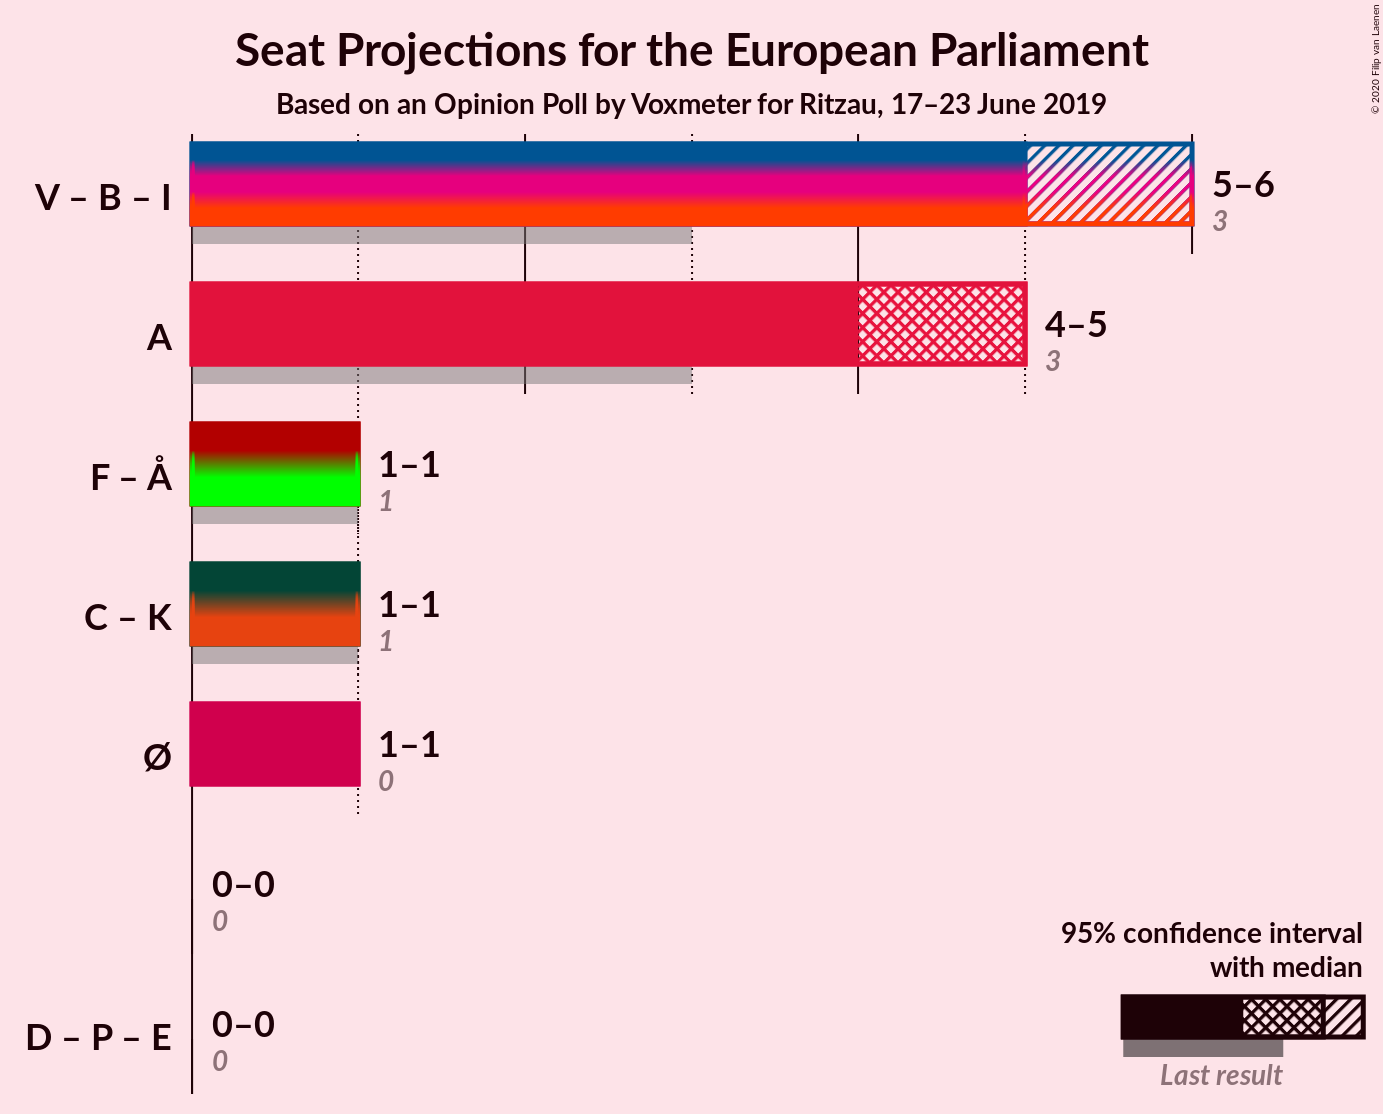 Seat Projections for the European Parliament
Based on an Opinion Poll by Voxmeter for Ritzau, 17–23 June 2019
© 2020 Filip van Laenen
V – B – I
5–6
3
A
4–5
3
F – Å
1–1
1
C – K
1–1
1
Ø
1–1
0
0–0
0
D – P – E
0–0
0
95% confidence interval
with median
Last result